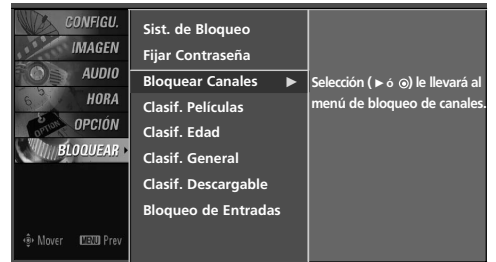 CONFIGU.
IMAGEN
AUDIO
HORA
OPCIÓN
BLOQUEAR
Mover MENU Prev
Sist. de Bloqueo
Fijar Contraseña
Bloquear Canales ►
Clasif. Películas
Clasif. Edad
Clasif. General
Clasif. Descargable
Bloqueo de Entradas
Selección ( ► ó ◉) le llevará al
menú de bloqueo de canales.